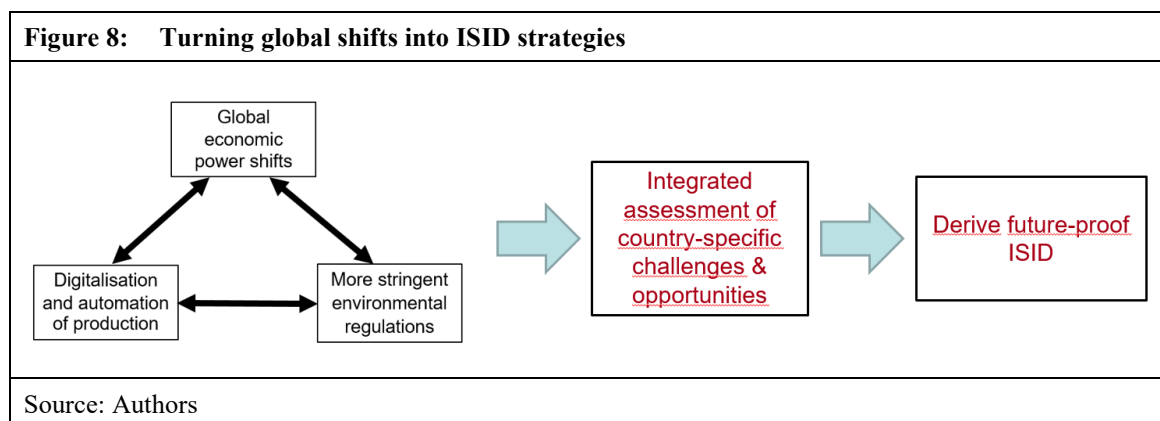 Figure 8: Turning global shifts into ISID strategies
Global
economic
power shifts
Digitalisation
and automation
of production
More stringent
environmental
regulations
Integrated
assessment of
country-specific
challenges &
opportunities
Derive future-proof
ISID
Source: Authors